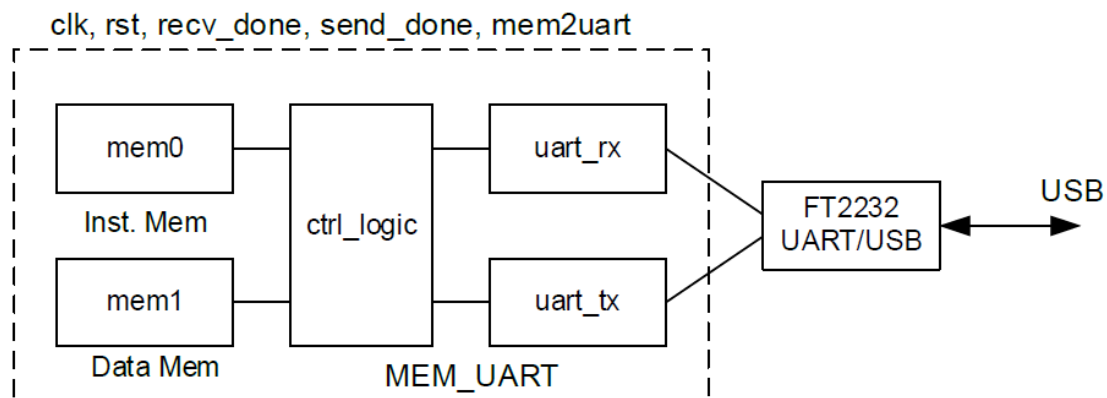 clk, rst, recv_done, send_done, mem2uart
mem0
uart_rx
Inst. Mem
ctrl_logic
mem1
uart_tx
Data Mem
MEM_UART
FT2232
UART/USB
USB